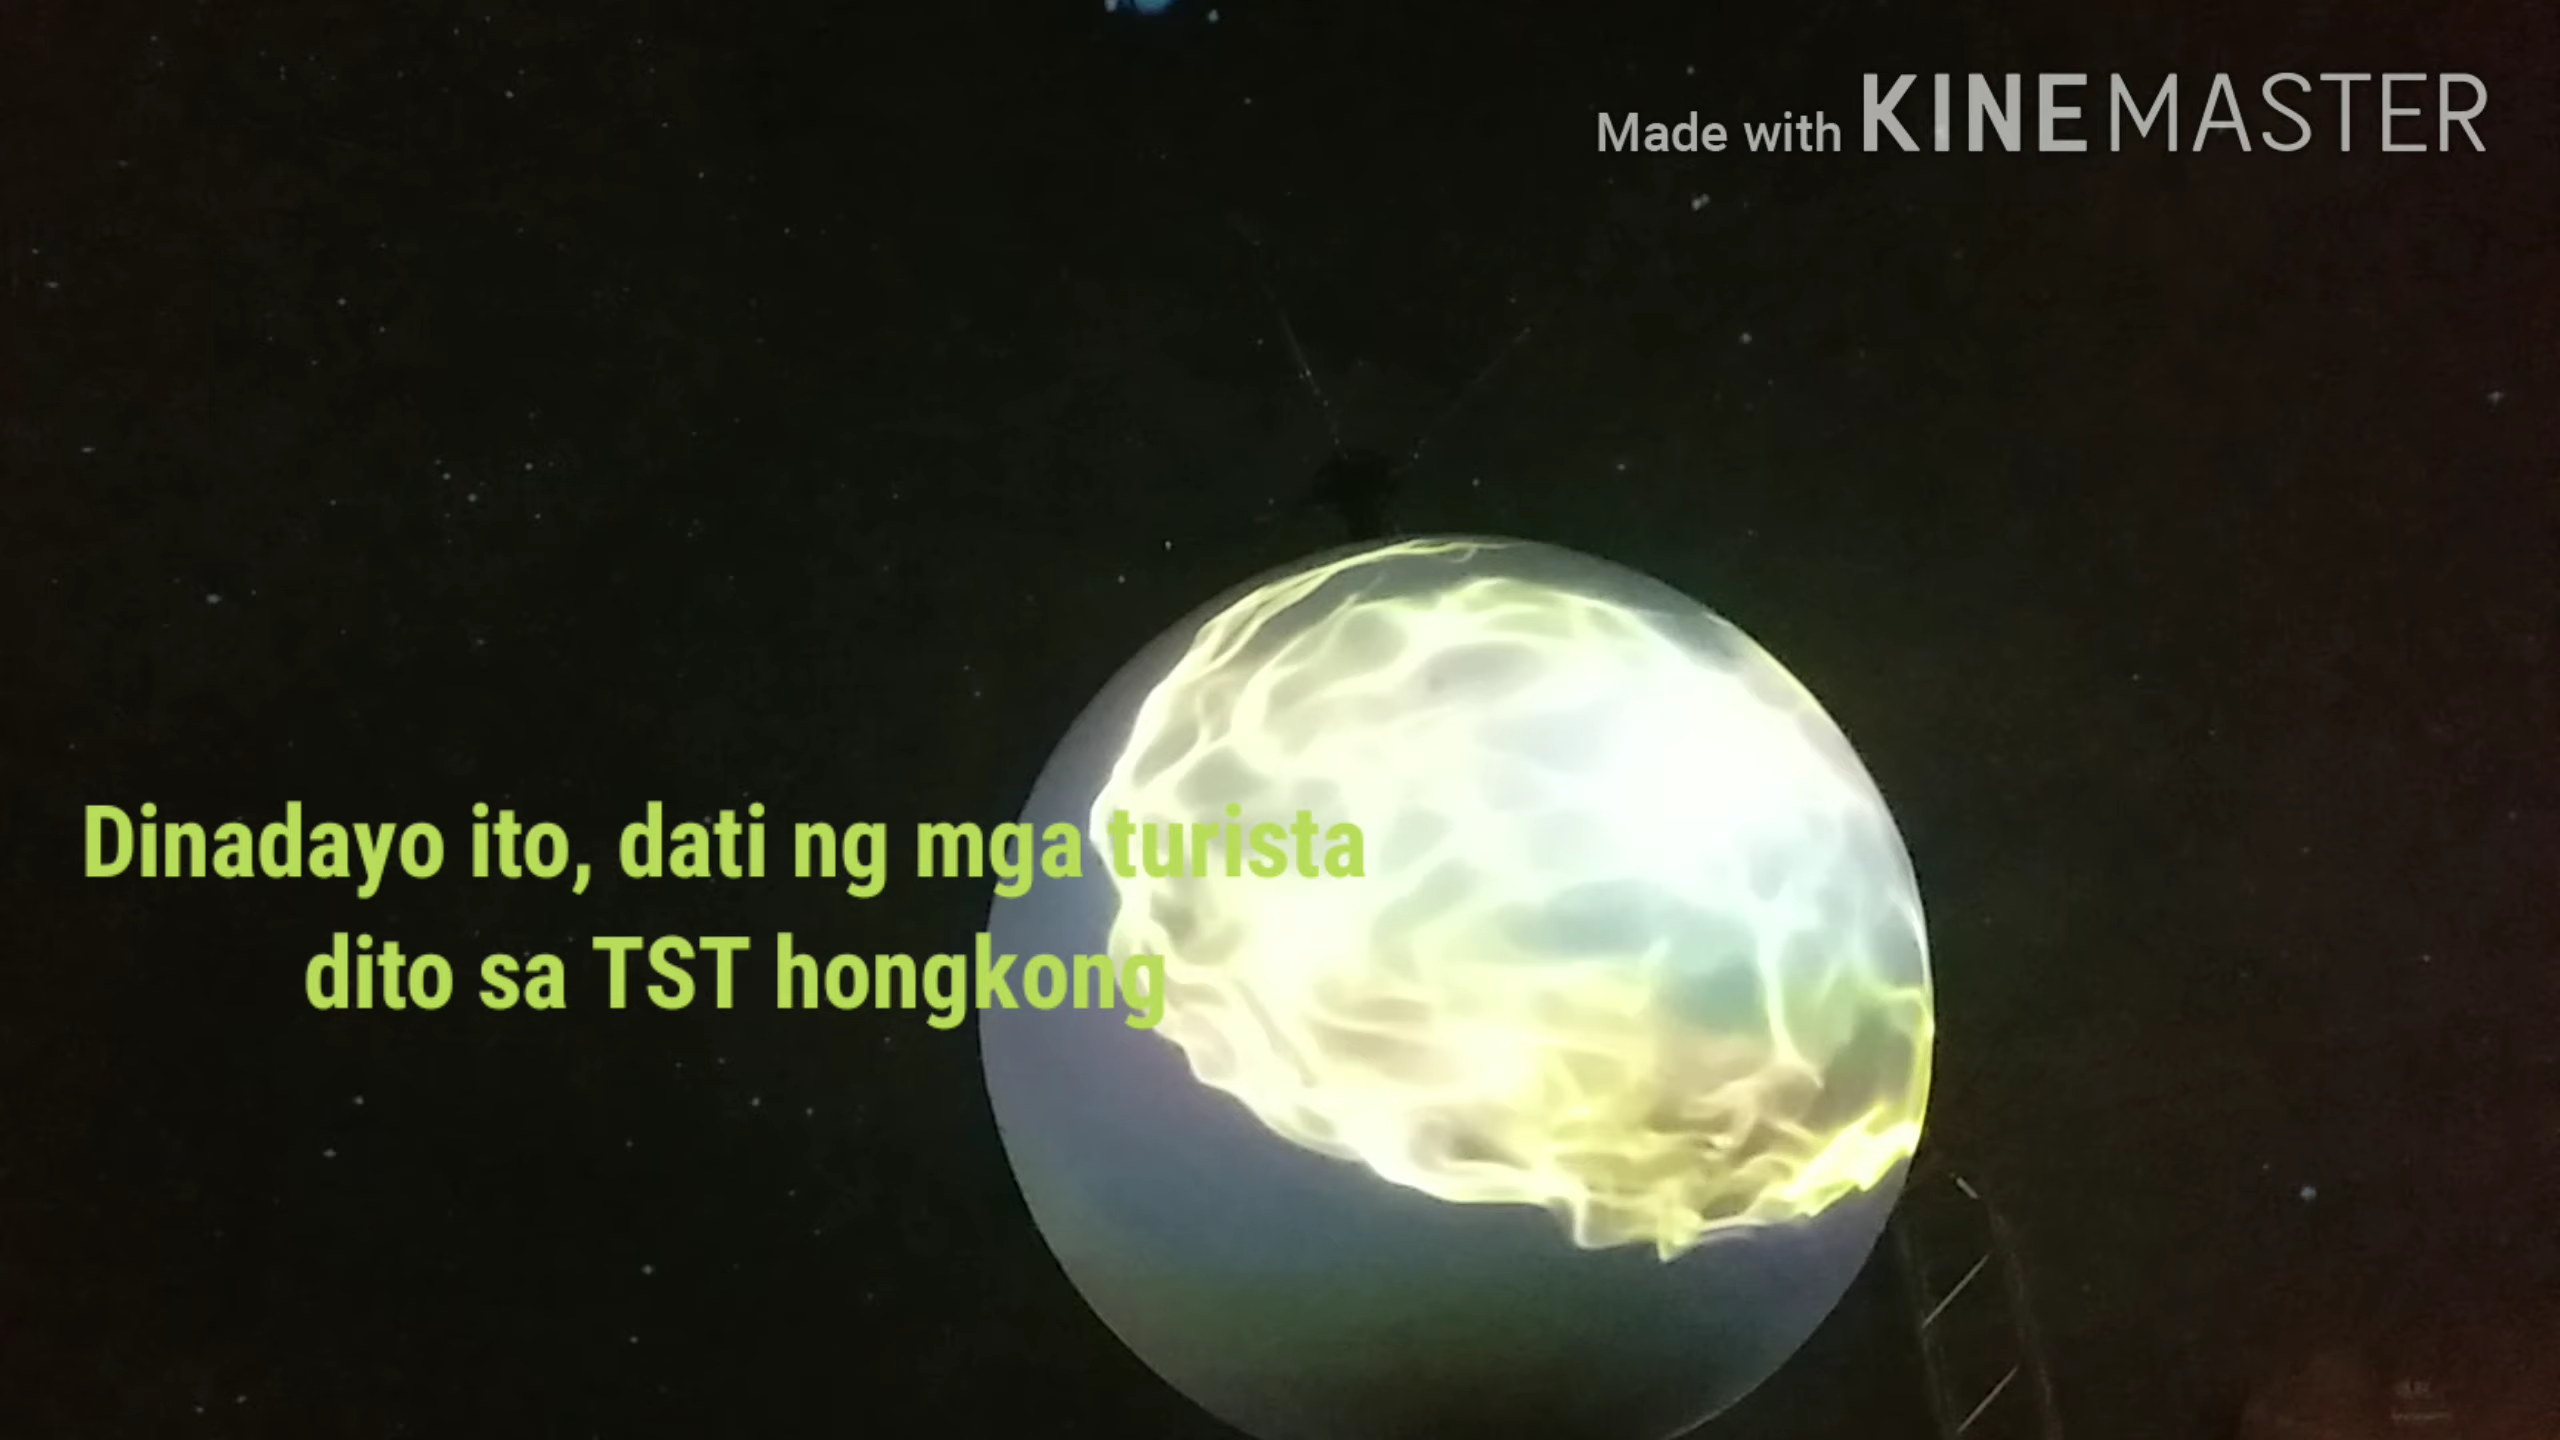 Made with KINEMASTER
Dinadayo ito, dati ng mga turista
dito sa TST hongkong